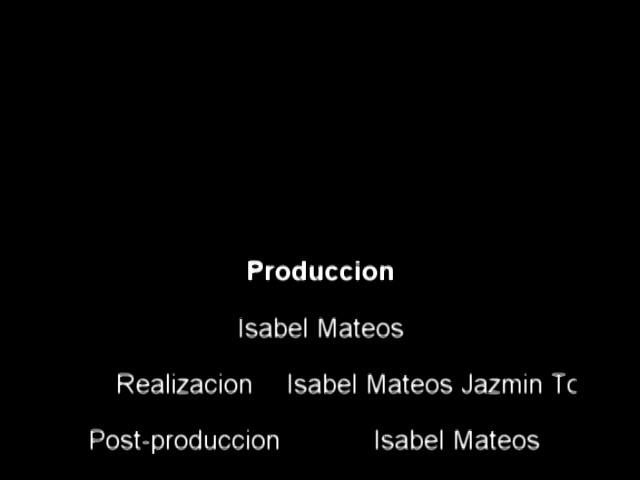 Produccion
Isabel Mateos
Realizacion Isabel Mateos Jazmin
Post-produccion Isabel Mateos